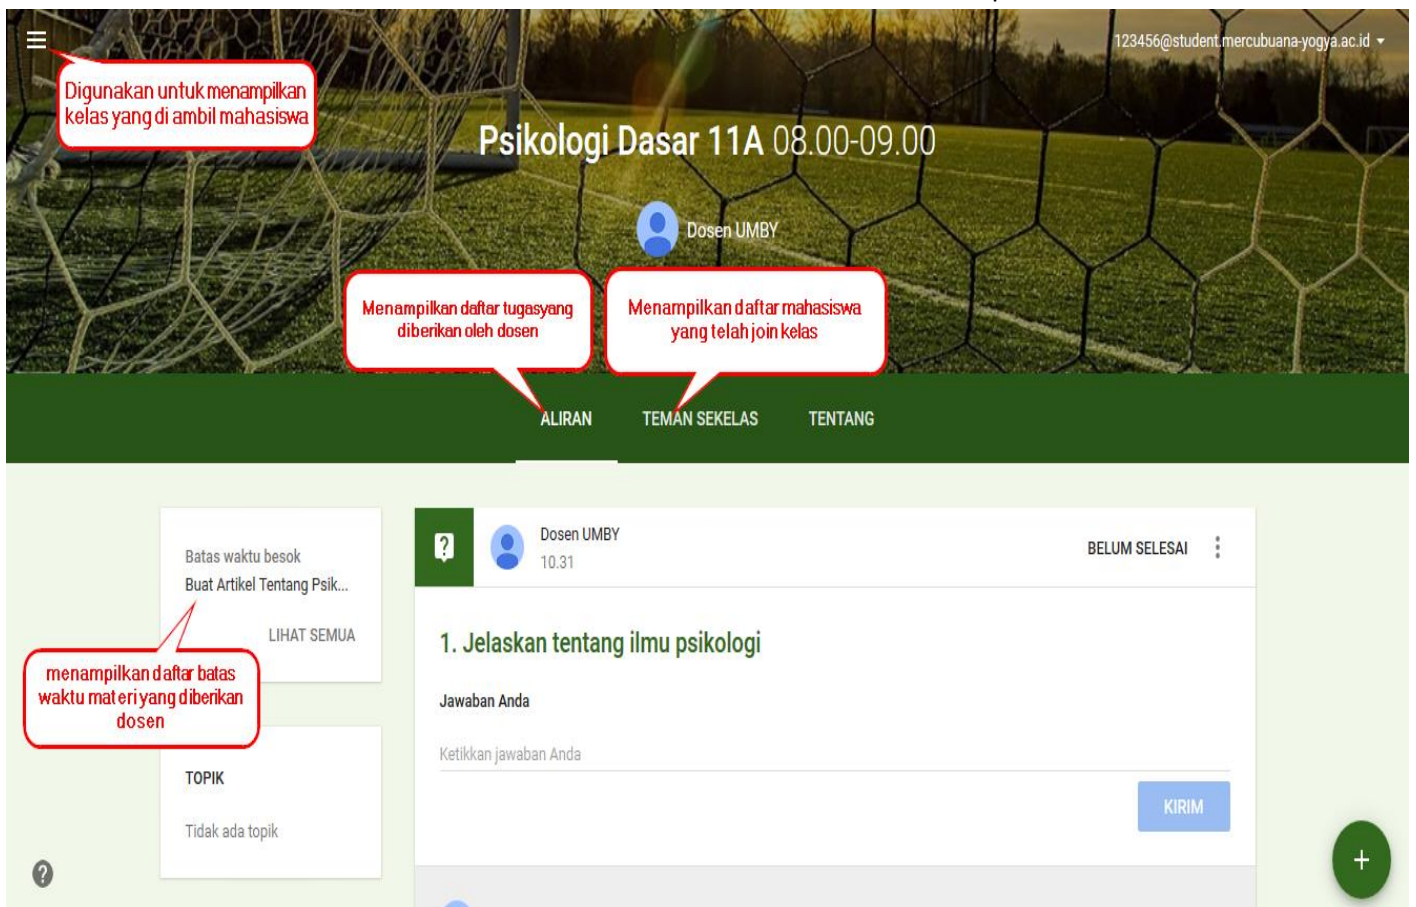 123456@student.mercubuana-yogya.ac.id
Digunakan untuk menampilkan
kelas yang di ambil mahasiswa
Psikologi Dasar 11A 08.00-09.00
Dosen UMBY
Menampilkan daftar tugasyang
diberikan oleh dosen
Menampilkan daftar mahasiswa
yang telah join kelas
ALIRAN TEMAN SEKELAS TENTANG
Batas waktu besok
Buat Artikel Tentang Psik...
LIHAT SEMUA
menampilkan daftar batas
waktu materi yang diberikan
dosen
TOPIK
Tidak ada topik
?
Dosen UMBY
10.31
BELUM SELESAI
1. Jelaskan tentang ilmu psikologi
Jawaban Anda
Ketikkan jawaban Anda
KIRIM
+
?